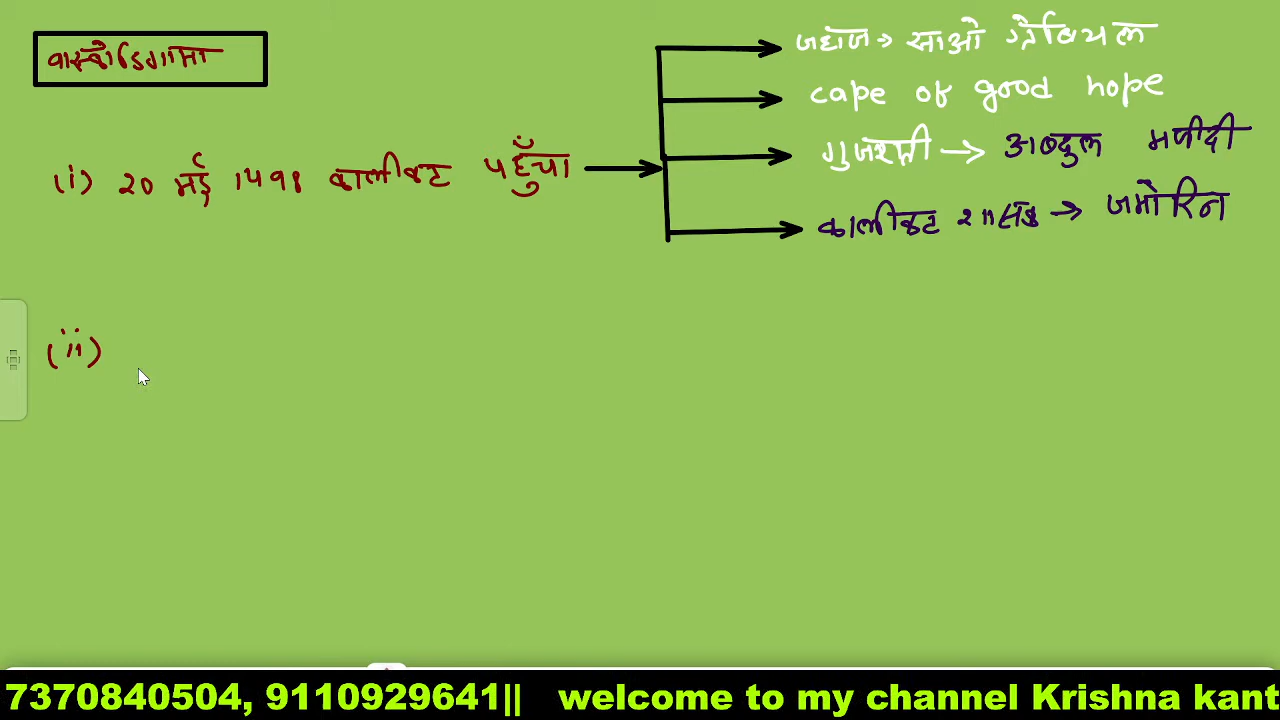 वास्कोडिगामा
(i) 20 मई 1498 कालीकट पहुँचा
जहाज → साओ ग्रैबियल
cape of good hope
गुजराती → अब्दुल मजीदी
कालीकट शासक → जमोरिन
(ii)
7370840504, 9110929641|| welcome to my channel Krishna kant